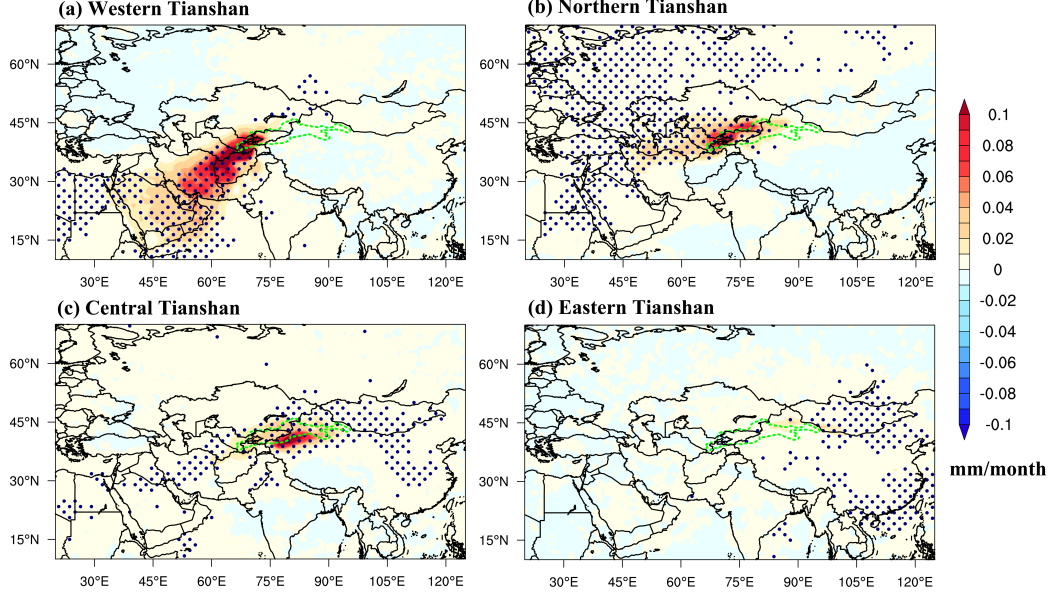 (a) Western Tianshan
(b) Northern Tianshan
60°N
45°N
30°N
15°N
30°E 45°E 60°E 75°E 90°E 105°E 120°E
60°N
45°N
30°N
15°N
30°E 45°E 60°E 75°E 90°E 105°E 120°E
(c) Central Tianshan
(d) Eastern Tianshan
60°N
45°N
30°N
15°N
30°E 45°E 60°E 75°E 90°E 105°E 120°E
60°N
45°N
30°N
15°N
30°E 45°E 60°E 75°E 90°E 105°E 120°E
0.1
0.08
0.06
0.04
0.02
0
-0.02
-0.04
-0.06
-0.08
-0.1
mm/month